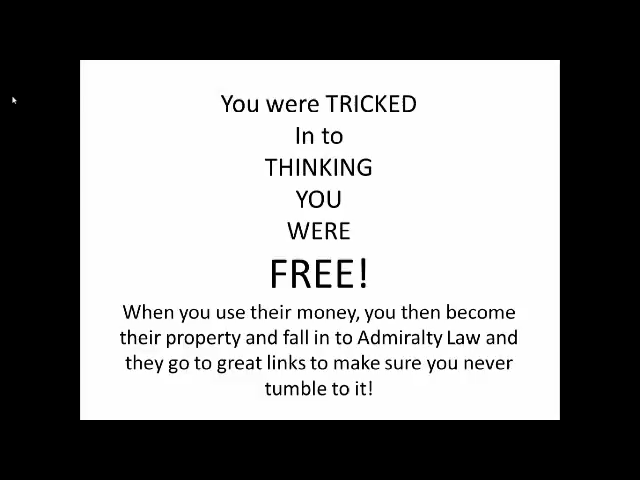 You were TRICKED
In to
THINKING
YOU
WERE
FREE!
When you use their money, you then become
their property and fall in to Admiralty Law and
they go to great links to make sure you never
tumble to it!